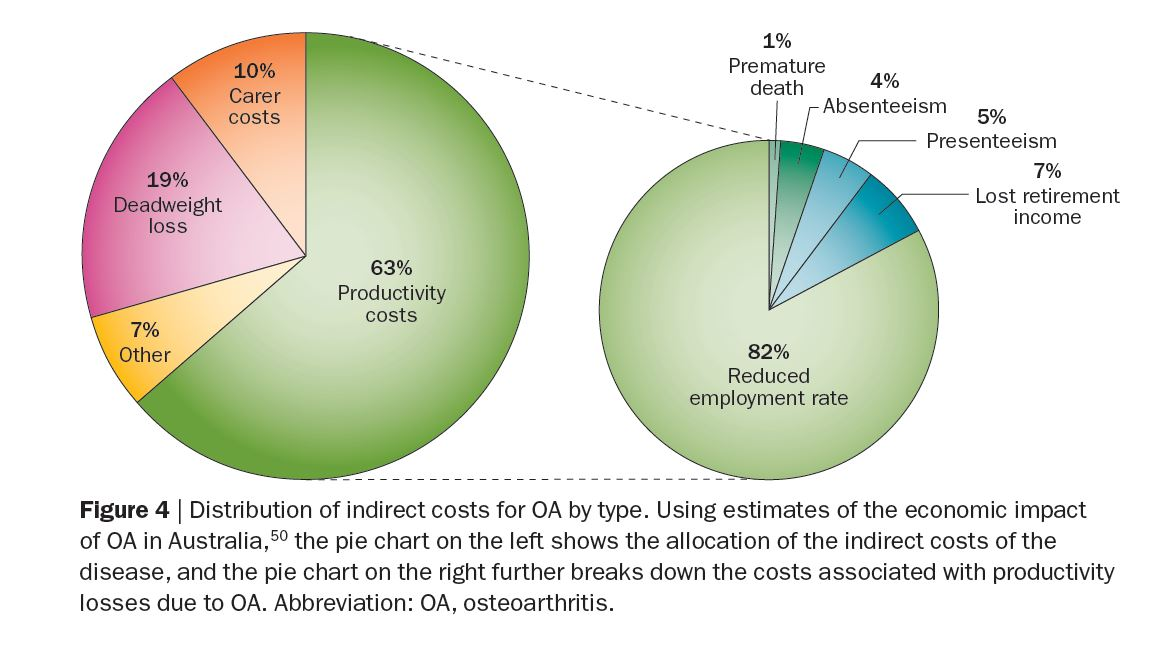 10%
Carer
costs
19%
Deadweight
loss
7%
Other
63%
Productivity
costs
1%
Premature
death
4%
Absenteeism
5%
Presenteeism
7%
Lost retirement
income
82%
Reduced
employment rate
Figure 4 | Distribution of indirect costs for OA by type. Using estimates of the economic impact
of OA in Australia,⁵⁰ the pie chart on the left shows the allocation of the indirect costs of the
disease, and the pie chart on the right further breaks down the costs associated with productivity
losses due to OA. Abbreviation: OA, osteoarthritis.